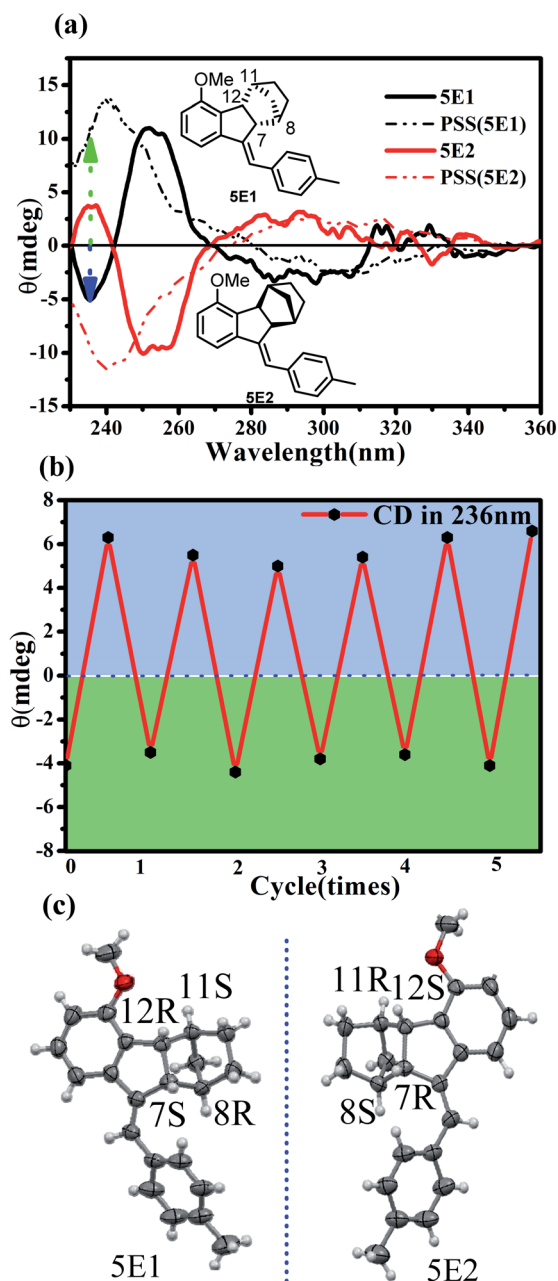 (a)
θ(mdeg)
15
10
5
0
-5
-10
-15
240 260 280 300 320 340 360
Wavelength(nm)
5E1
PSS(5E1)
5E2
PSS(5E2)
OMe
11
12
7
8
5E1
OMe
5E2
(b)
θ(mdeg)
8
6
4
2
0
-2
-4
-6
-8
0 1 2 3 4 5
Cycle(times)
CD in 236nm
(c)
12R
11S
7S
8R
5E1
11R
12S
8S
7R
5E2